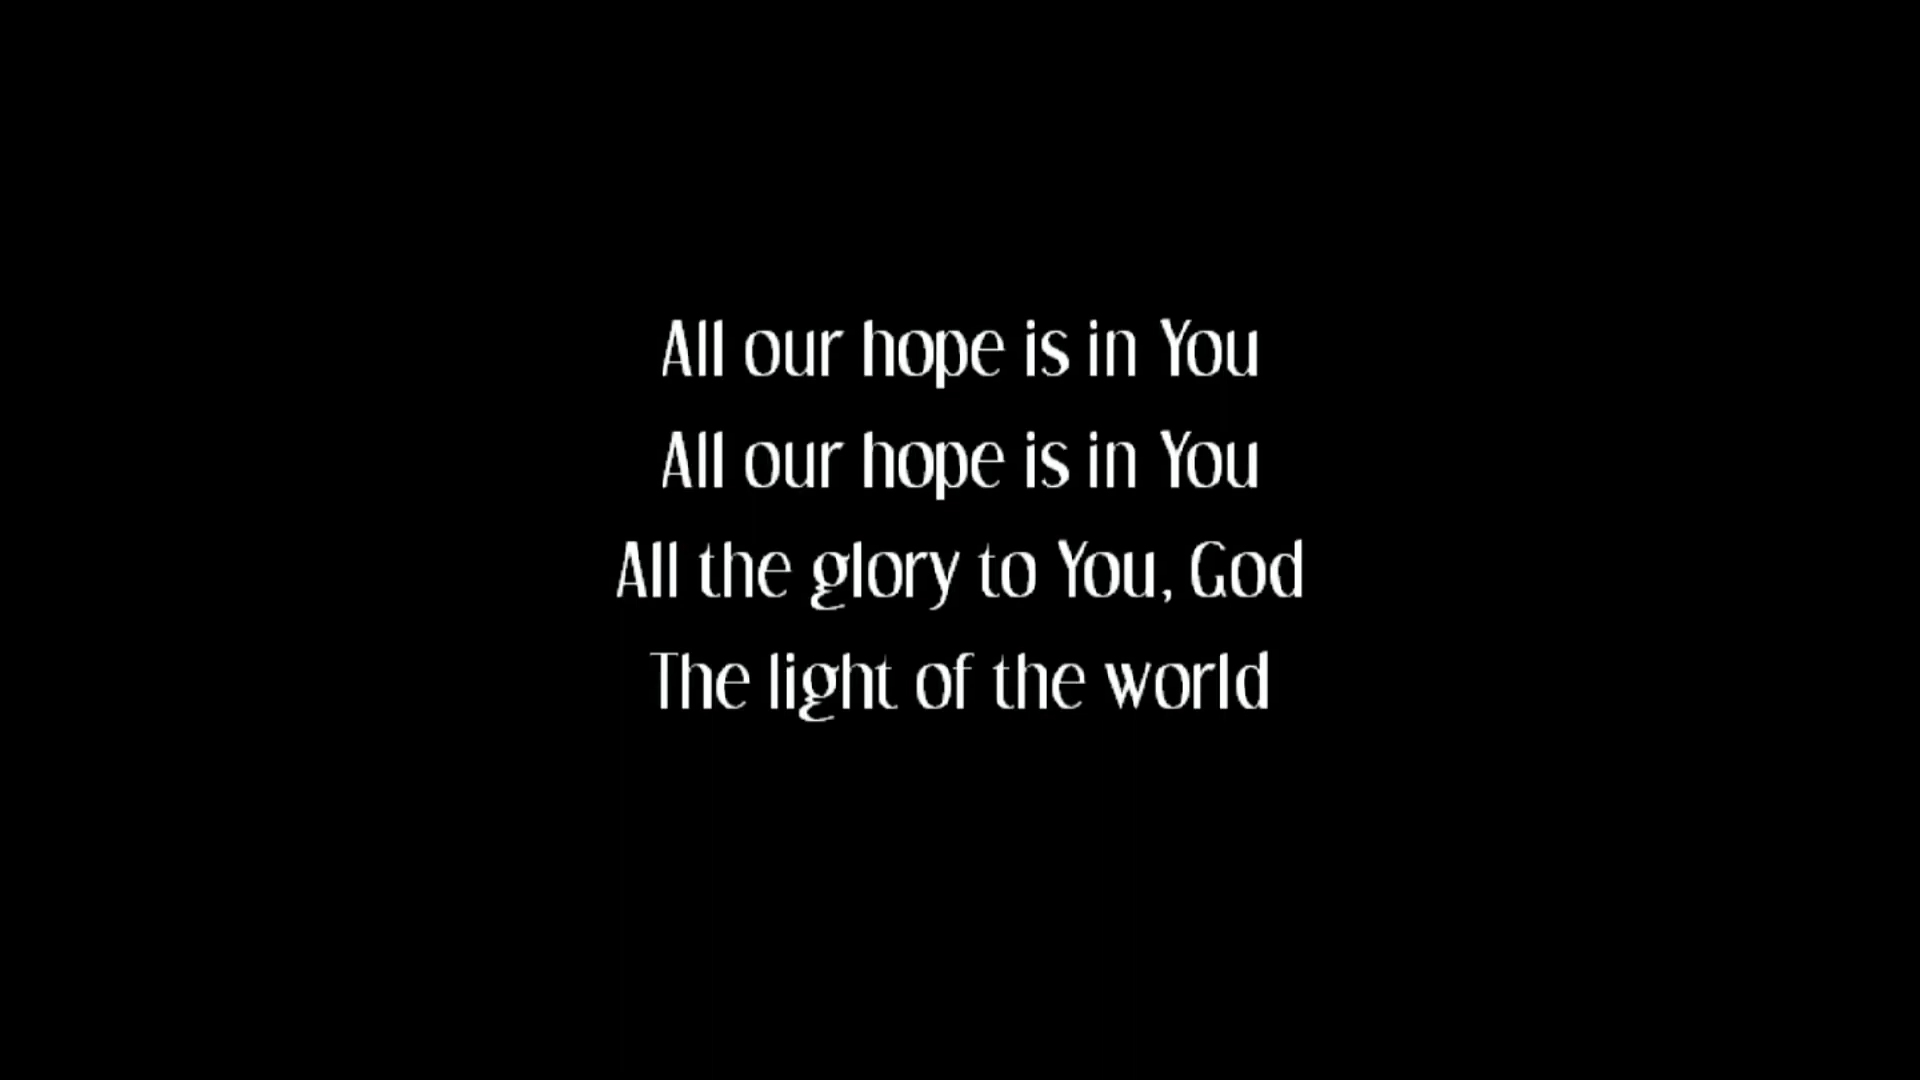 All our hope is in You
All our hope is in You
All the glory to You, God
The light of the world